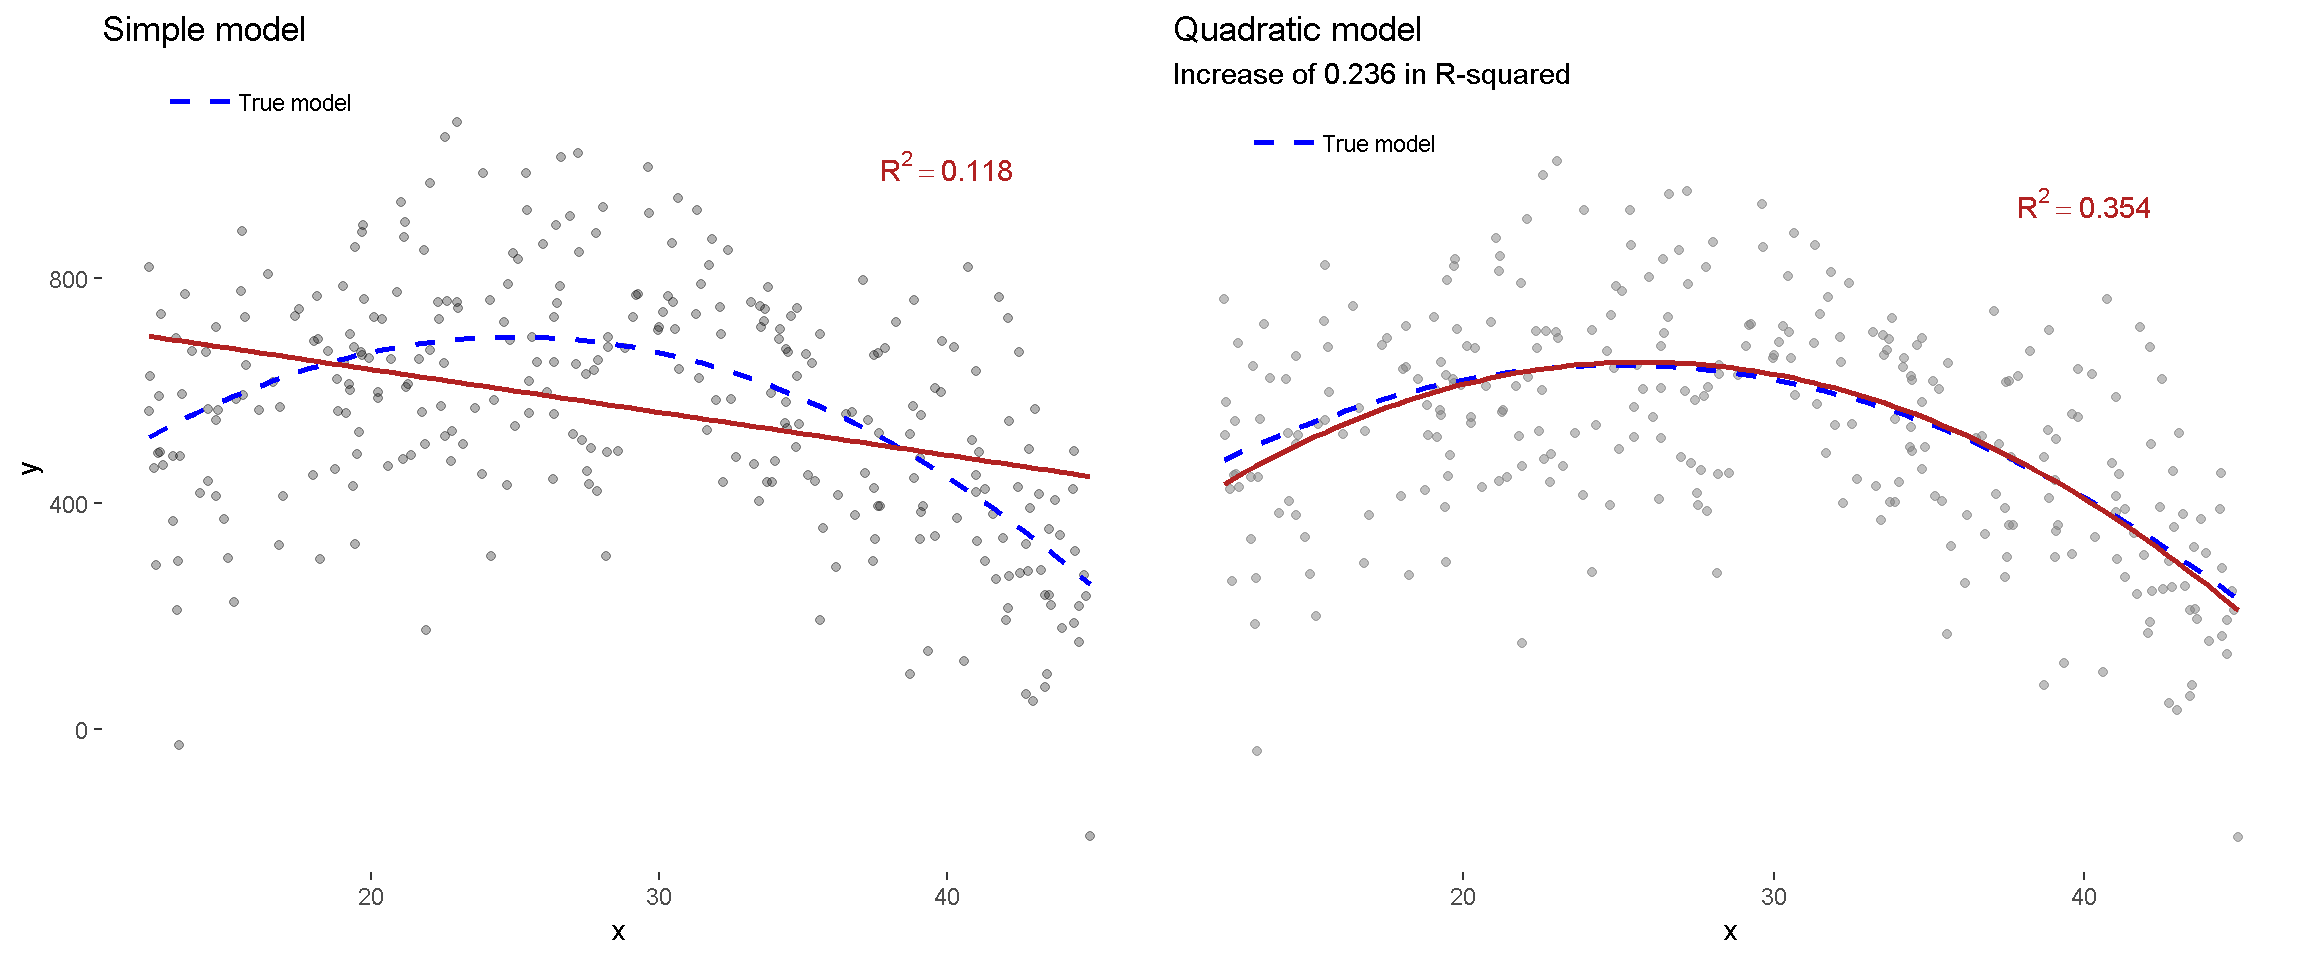 Simple model
True model
R² = 0.118
800
400
0
y
20 30 40
x
Quadratic model
Increase of 0.236 in R-squared
True model
R² = 0.354
20 30 40
x